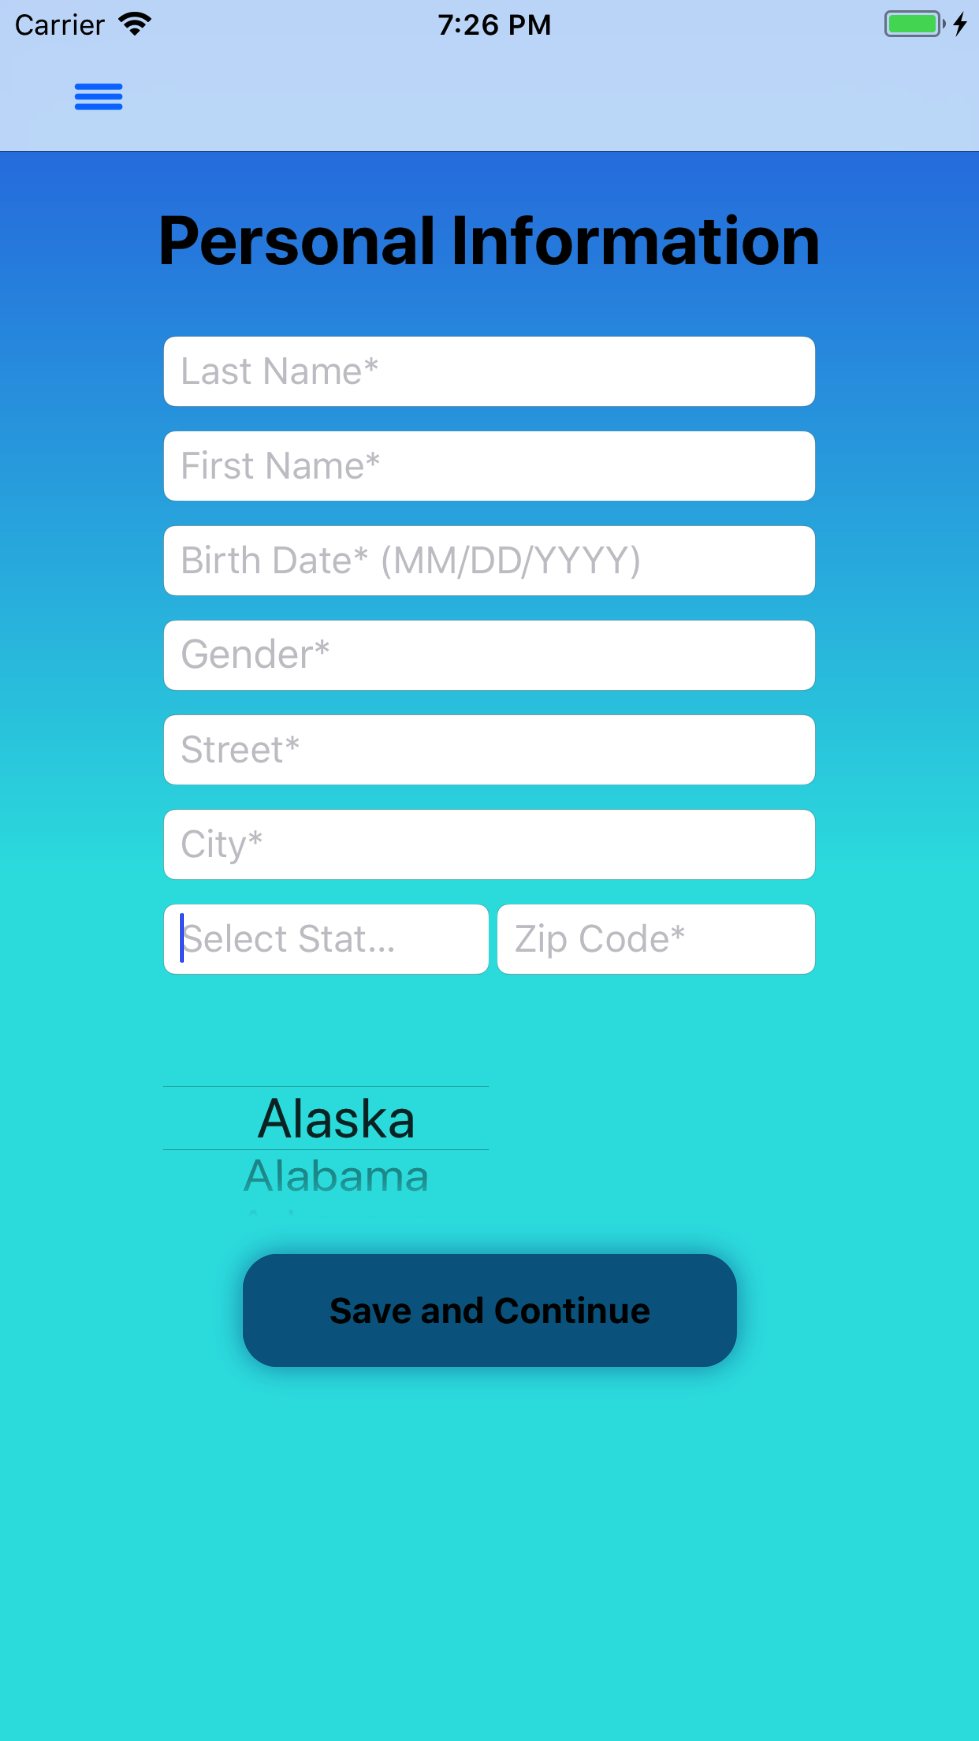 Carrier 7:26 PM
Personal Information
Last Name*
First Name*
Birth Date* (MM/DD/YYYY)
Gender*
Street*
City*
Select Stat... Zip Code*
Alaska
Alabama
Save and Continue